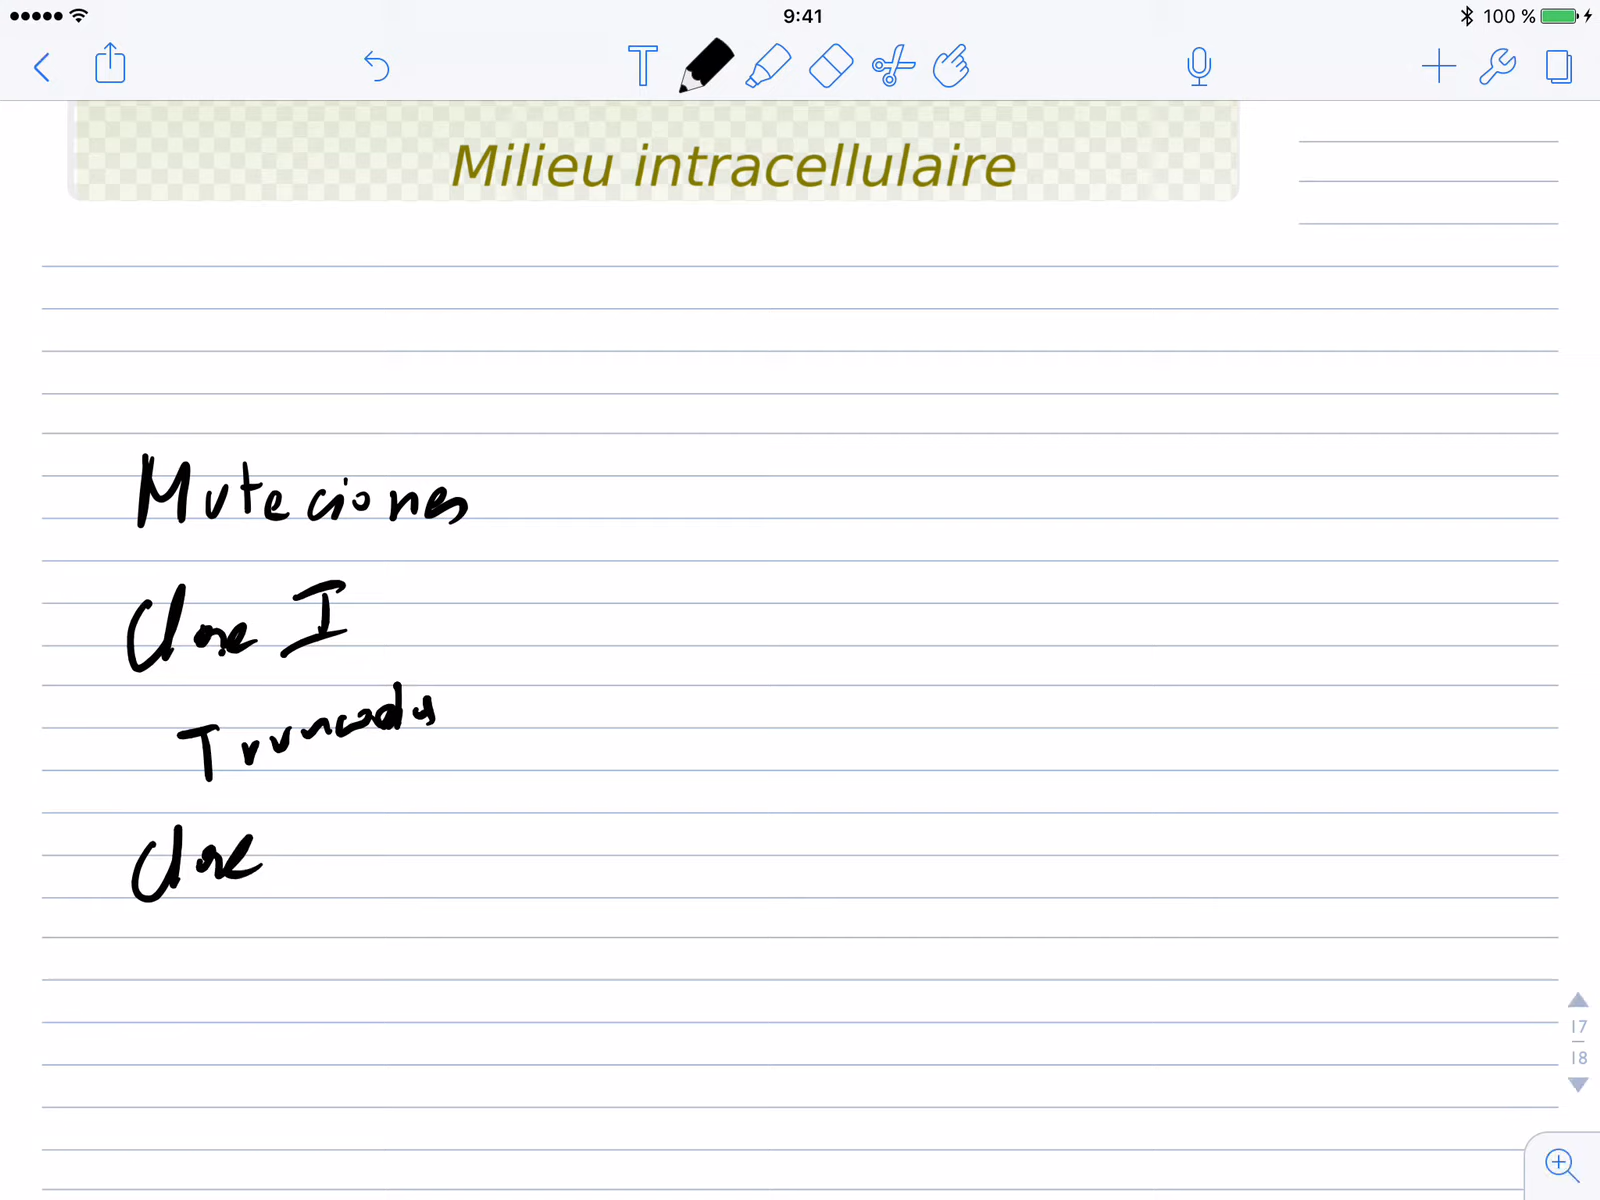 9:41
100 %
T
Milieu intracellulaire
Mutaciones
Clase I
Truncada
Clase
17
18